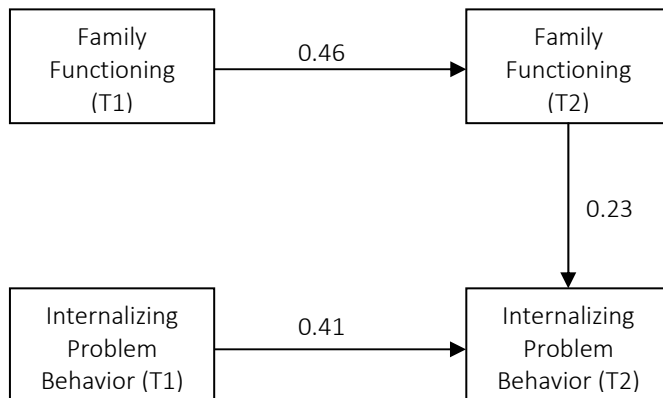 Family
Functioning
(T1)
0.46
Family
Functioning
(T2)
0.23
Internalizing
Problem
Behavior (T1)
0.41
Internalizing
Problem
Behavior (T2)